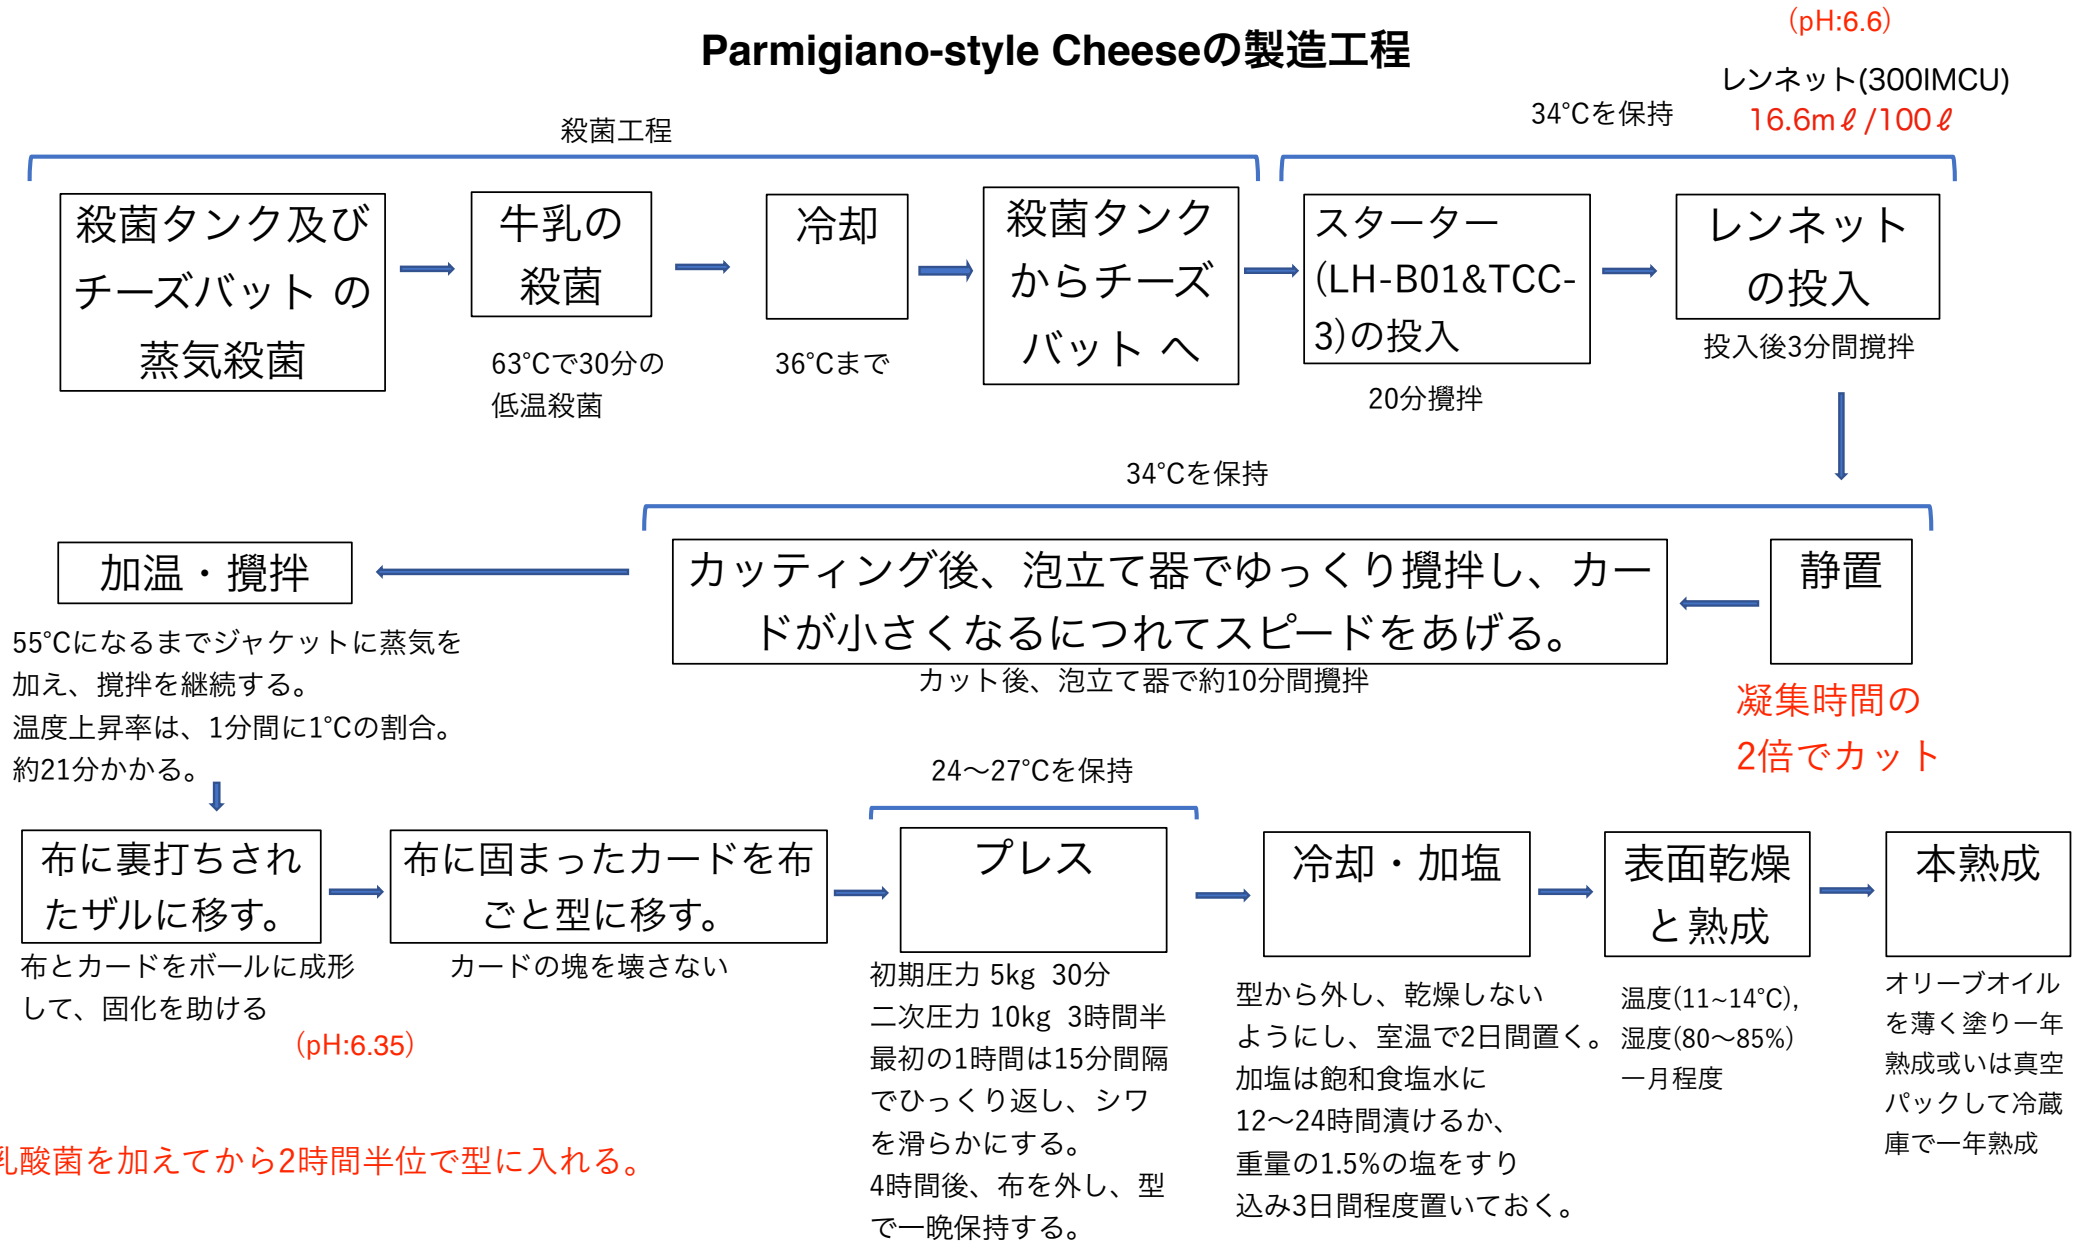 (pH:6.6)
Parmigiano-style Cheeseの製造工程
レンネット(300IMCU)
16.6mℓ/100ℓ
殺菌工程
34°Cを保持
殺菌タンク及び
チーズバット の
蒸気殺菌
牛乳の
殺菌
63°Cで30分の
低温殺菌
冷却
36°Cまで
殺菌タンク
からチーズ
バット へ
スターター
(LH-B01&TCC-
3)の投入
20分攪拌
レンネット
の投入
投入後3分間撹拌
34°Cを保持
静置
凝集時間の
2倍でカット
カッティング後、泡立て器でゆっくり攪拌し、カー
ドが小さくなるにつれてスピードをあげる。
カット後、泡立て器で約10分間攪拌
加温・攪拌
55°Cになるまでジャケットに蒸気を
加え、撹拌を継続する。
温度上昇率は、1分間に1°Cの割合。
約21分かかる。
布に裏打ちされ
たザルに移す。
布とカードをボールに成形
して、固化を助ける
(pH:6.35)
布に固まったカードを布
ごと型に移す。
カードの塊を壊さない
24〜27°Cを保持
プレス
初期圧力 5kg 30分
二次圧力 10kg 3時間半
最初の1時間は15分間隔
でひっくり返し、シワ
を滑らかにする。
4時間後、布を外し、型
で一晩保持する。
冷却・加塩
型から外し、乾燥しない
ようにし、室温で2日間置く。
加塩は飽和食塩水に
12〜24時間漬けるか、
重量の1.5%の塩をすり
込み3日間程度置いておく。
表面乾燥
と熟成
温度(11~14°C),
湿度(80〜85%)
一月程度
本熟成
オリーブオイル
を薄く塗り一年
熟成或いは真空
パックして冷蔵
庫で一年熟成
乳酸菌を加えてから2時間半位で型に入れる。